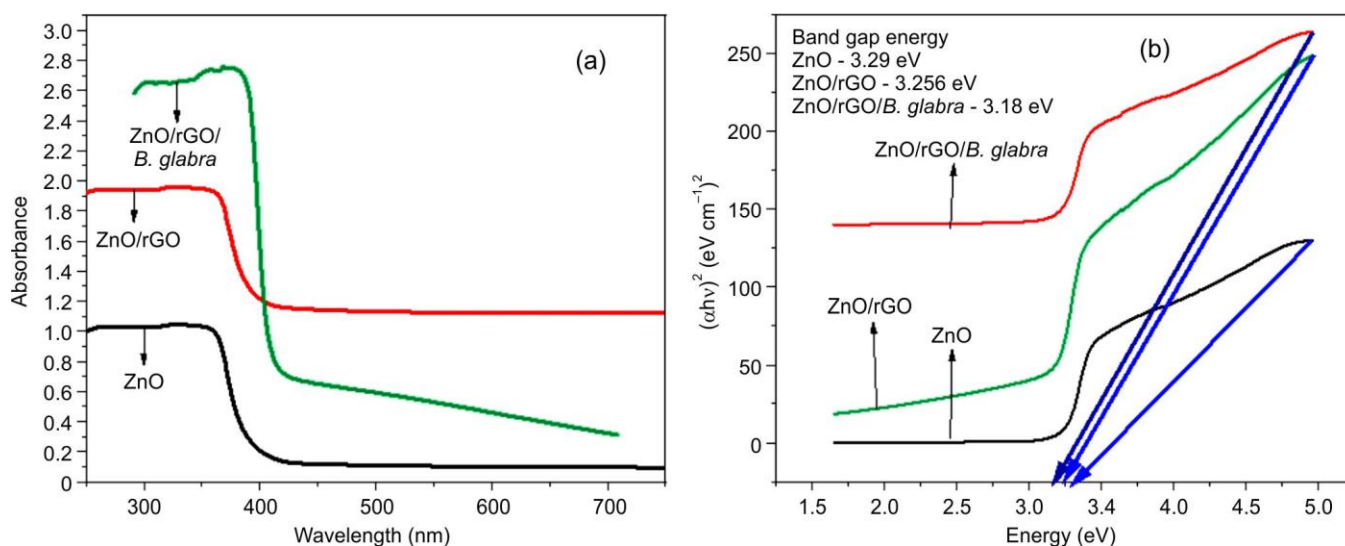 (a)
3.0
2.8
2.6
2.4
2.2
2.0
1.8
1.6
1.4
1.2
1.0
0.8
0.6
0.4
0.2
0
Absorbance
ZnO/rGO/
B. glabra
ZnO/rGO
ZnO
300
400
500
600
700
Wavelength (nm)
(b)
Band gap energy
ZnO - 3.29 eV
ZnO/rGO - 3.256 eV
ZnO/rGO/B. glabra - 3.18 eV
250
200
150
100
50
0
(αhν)² (eV cm⁻¹)²
ZnO/rGO/B. glabra
ZnO/rGO
ZnO
1.5
2.0
2.5
3.0
3.5
4.0
4.5
5.0
Energy (eV)